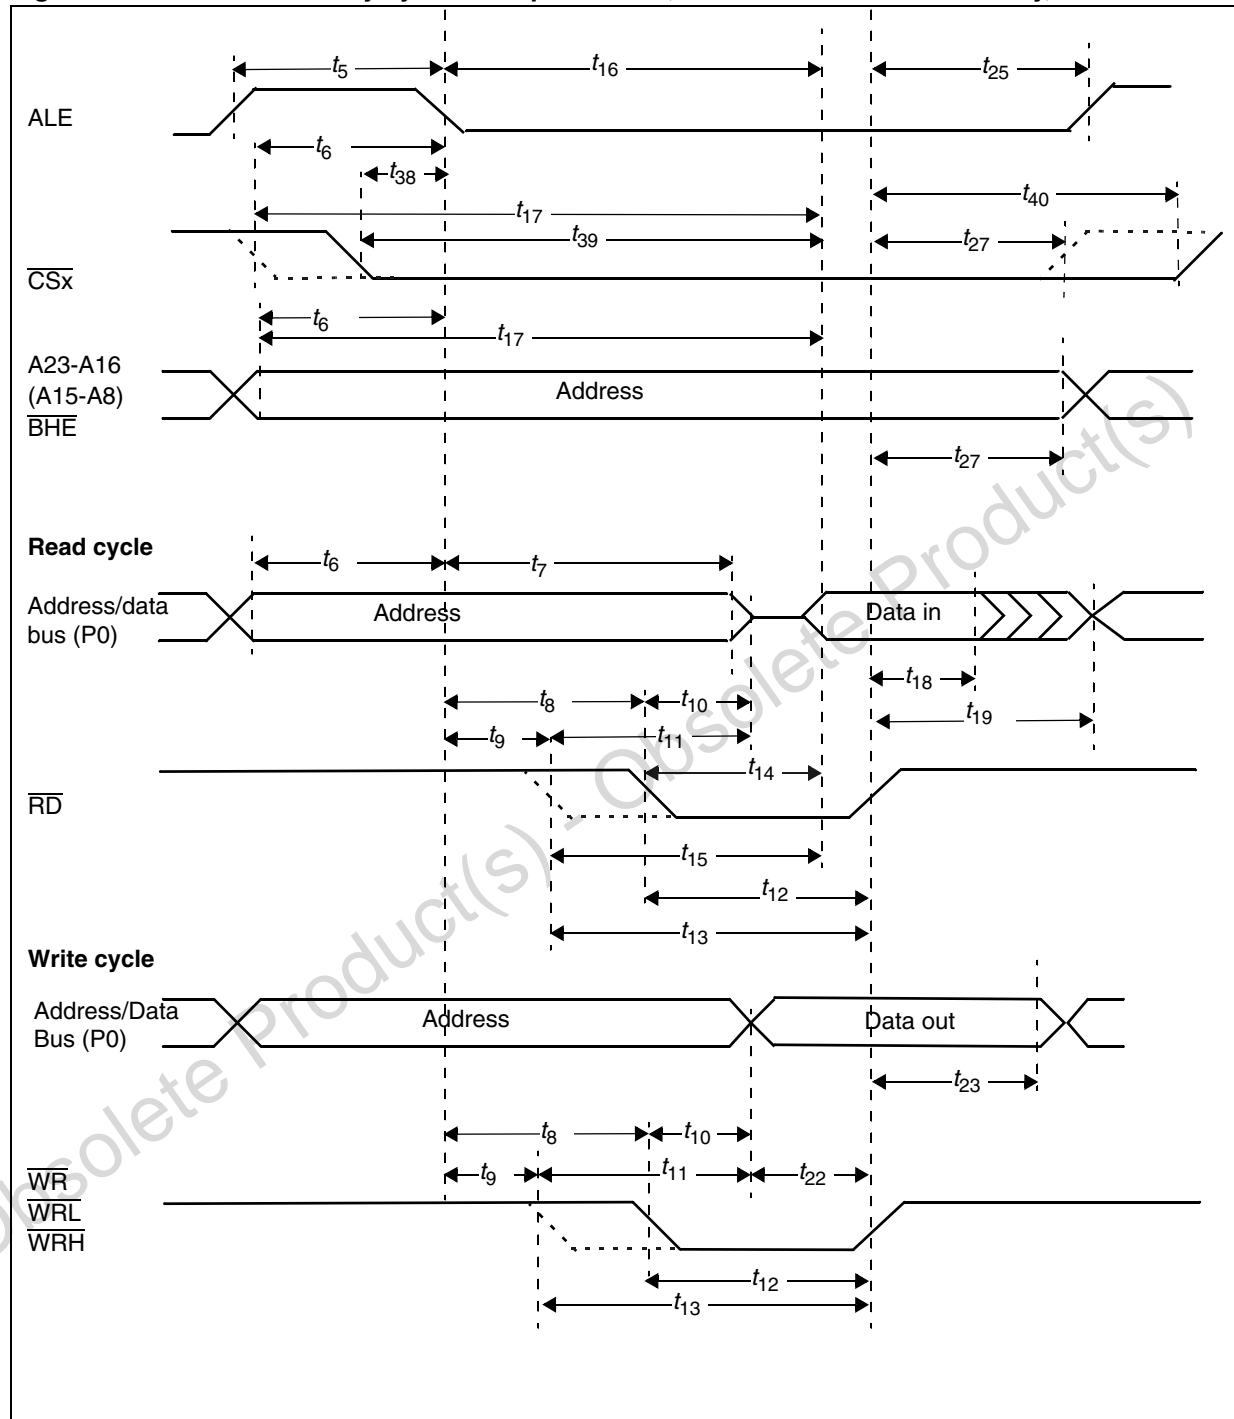 t5
t16
t25
ALE
t6
t38
t40
t17
t39
t27
CSx
t6
t17
A23-A16
(A15-A8)
BHE
Address
t27
Read cycle
t6
t7
Address/data
bus (P0)
Address
Data in
t18
t8
t10
t19
t9
t11
t14
RD
t15
t12
t13
Write cycle
Address/Data
Bus (P0)
Address
Data out
t23
t8
t10
t9
t11
t22
WR
WRL
WRH
t12
t13
Obsolete Product(s) - Obsolete Product(s)